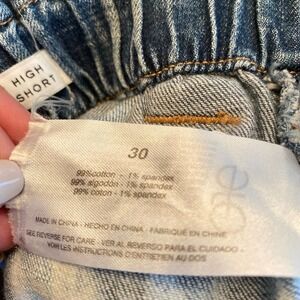 HIGH
SHORT
30
99%cotton - 1% spandex
99% algodón - 1% spandex
99% coton - 1% spandex
MADE IN CHINA - HECHO EN CHINA - FABRIQUÉ EN CHINE
SEE REVERSE FOR CARE - VER AL REVERSO PARA EL CUIDADO
VOIR LES INSTRUCTIONS D'ENTRETIEN AU DOS